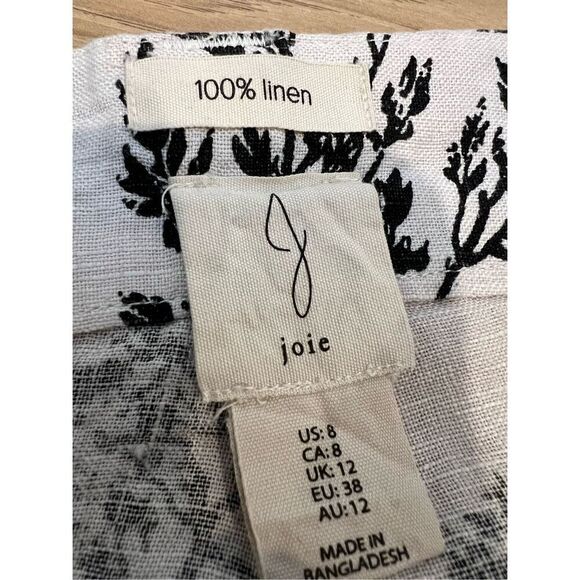 100% linen
J
joie
US: 8
CA: 8
UK: 12
EU: 38
AU: 12
MADE IN
BANGLADESH